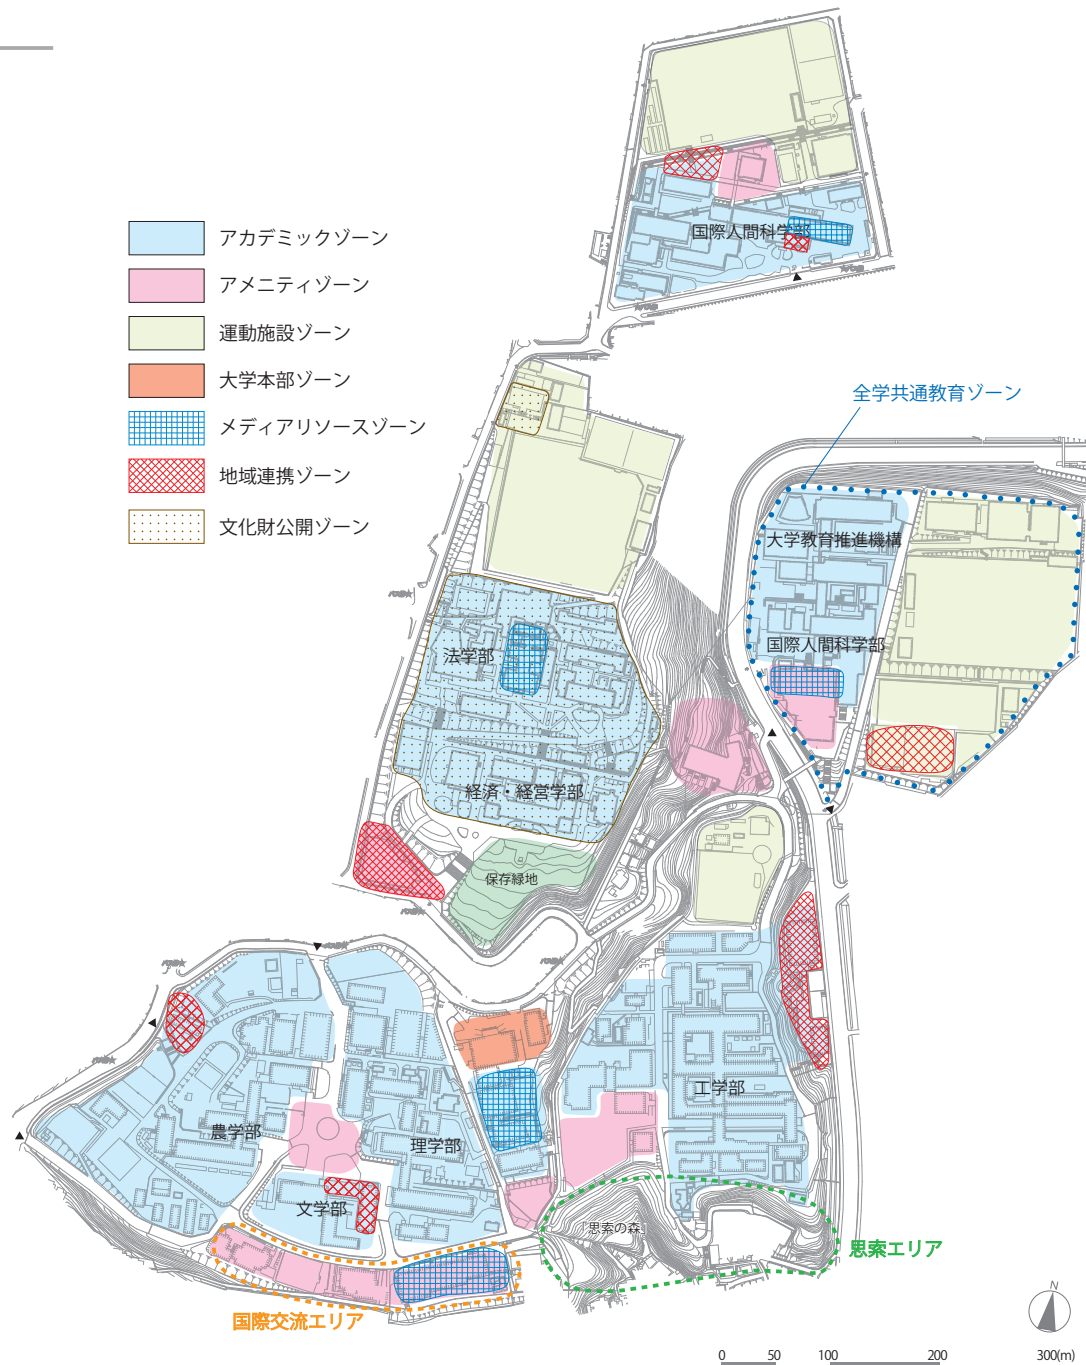 アカデミックゾーン
アメニティゾーン
運動施設ゾーン
大学本部ゾーン
メディアリソースゾーン
地域連携ゾーン
文化財公開ゾーン
国際人間科学部
全学共通教育ゾーン
大学教育推進機構
国際人間科学部
法学部
経済・経営学部
保存緑地
工学部
農学部
理学部
文学部
『思索の森』
思索エリア
国際交流エリア
N
0 50 100 200 300(m)